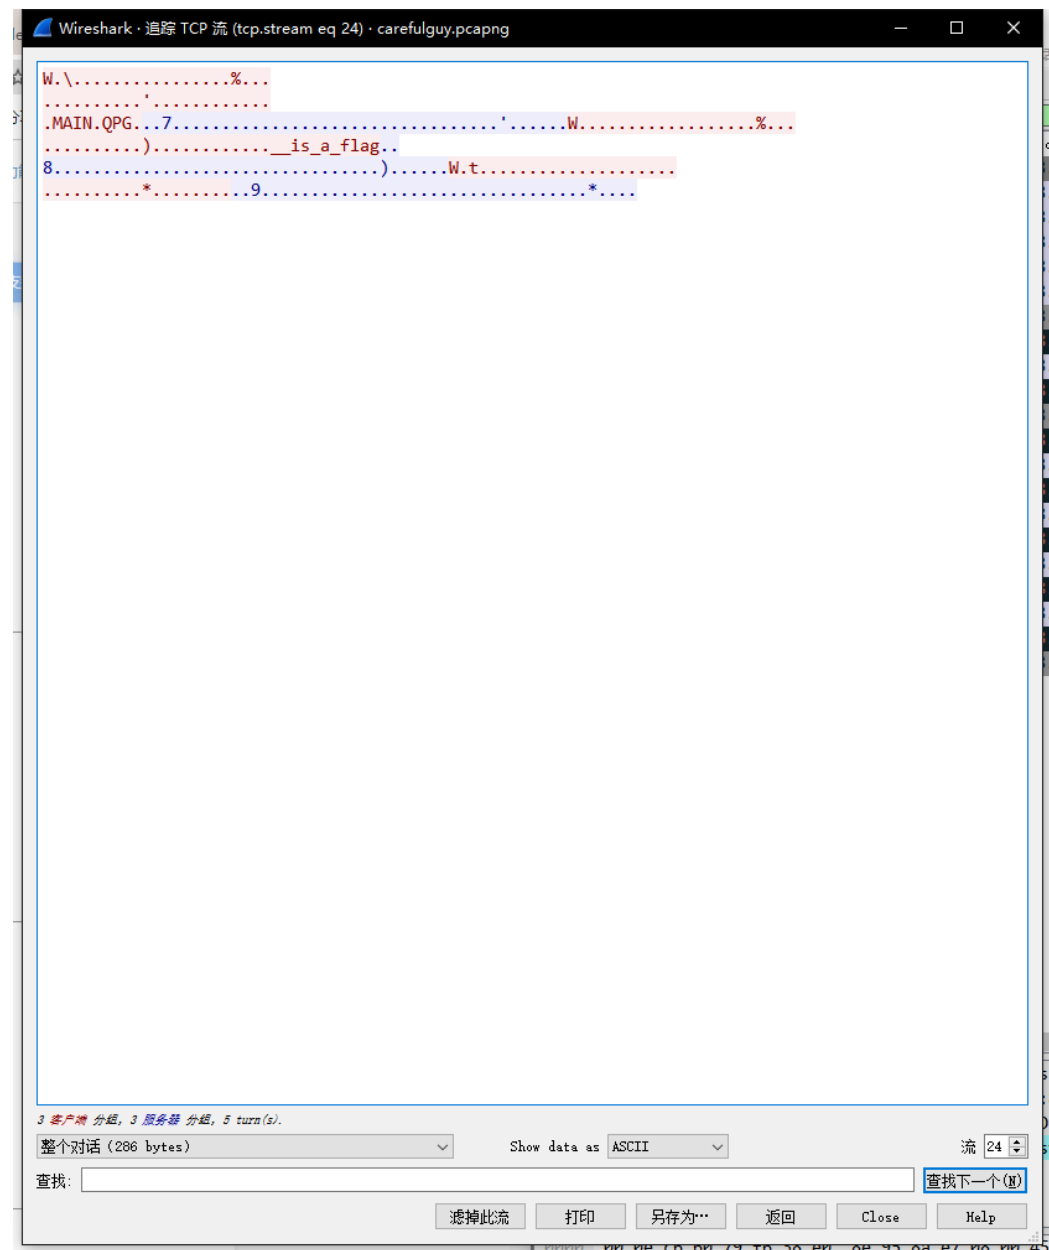 Wireshark · 追踪 TCP 流 (tcp.stream eq 24) · carefulguy.pcapng
W.\................%...
..........'............
.MAIN.QPG...7.................................'......W..................%...
..........)............__is_a_flag..
8.................................)......W.t....................
..........*..........9.................................*....
3 客户端 分组, 3 服务器 分组, 5 turn(s).
整个对话 (286 bytes)
Show data as ASCII
流 24
查找:
查找下一个(N)
滤掉此流
打印
另存为…
返回
Close
Help